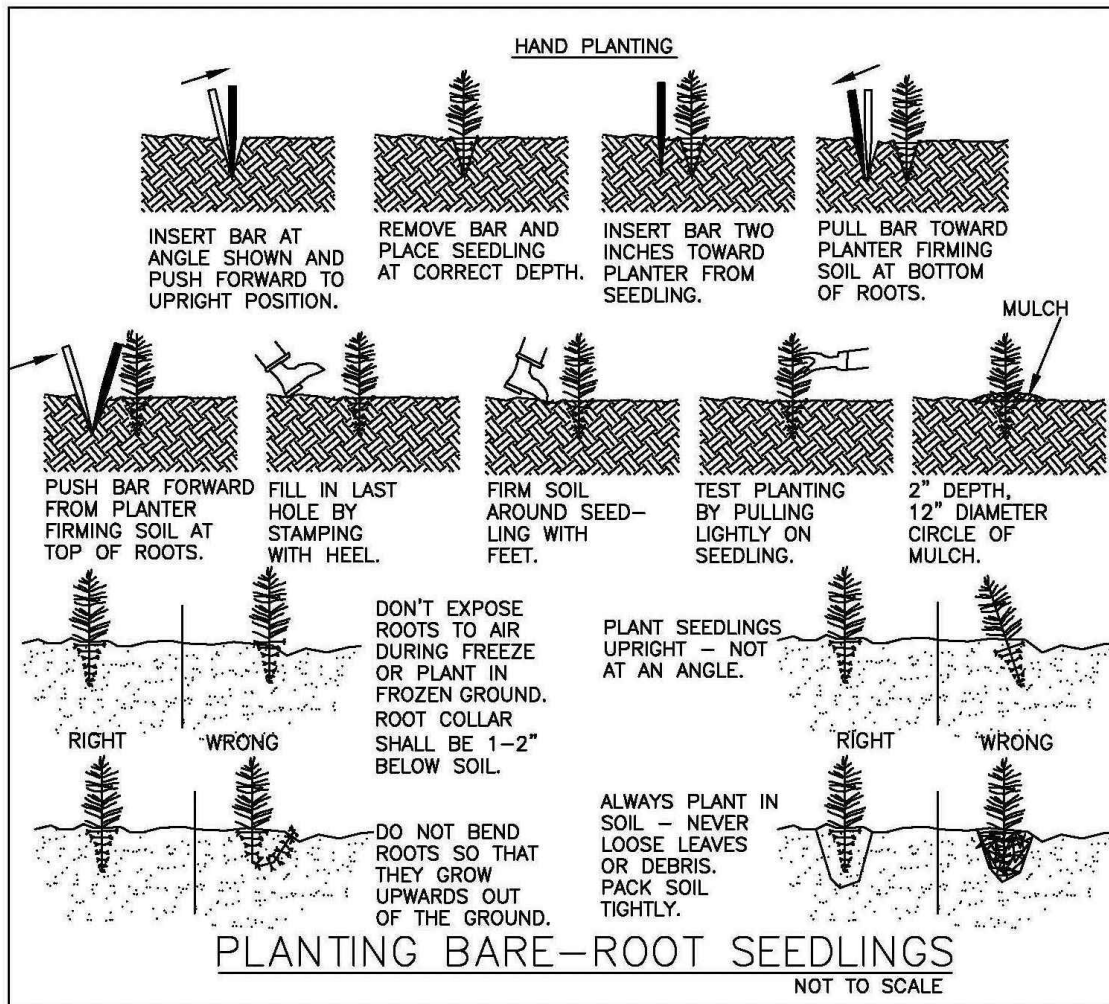 HAND PLANTING
INSERT BAR AT
ANGLE SHOWN AND
PUSH FORWARD TO
UPRIGHT POSITION.
REMOVE BAR AND
PLACE SEEDLING
AT CORRECT DEPTH.
INSERT BAR TWO
INCHES TOWARD
PLANTER FROM
SEEDLING.
PULL BAR TOWARD
PLANTER FIRMING
SOIL AT BOTTOM
OF ROOTS.
MULCH
PUSH BAR FORWARD
FROM PLANTER
FIRMING SOIL AT
TOP OF ROOTS.
FILL IN LAST
HOLE BY
STAMPING
WITH HEEL.
FIRM SOIL
AROUND SEED–
LING WITH
FEET.
TEST PLANTING
BY PULLING
LIGHTLY ON
SEEDLING.
2" DEPTH,
12" DIAMETER
CIRCLE OF
MULCH.
DON'T EXPOSE
ROOTS TO AIR
DURING FREEZE
OR PLANT IN
FROZEN GROUND.
ROOT COLLAR
SHALL BE 1–2"
BELOW SOIL.
PLANT SEEDLINGS
UPRIGHT – NOT
AT AN ANGLE.
RIGHT
WRONG
RIGHT
WRONG
DO NOT BEND
ROOTS SO THAT
THEY GROW
UPWARDS OUT
OF THE GROUND.
ALWAYS PLANT IN
SOIL – NEVER
LOOSE LEAVES
OR DEBRIS.
PACK SOIL
TIGHTLY.
PLANTING BARE–ROOT SEEDLINGS
NOT TO SCALE